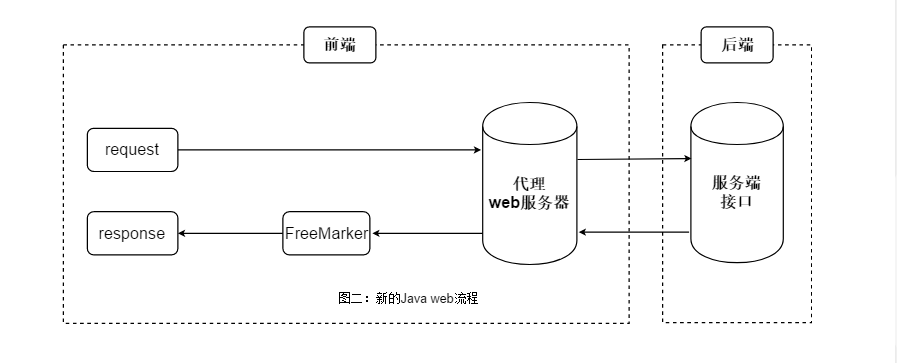 前端
后端
request
代理
web服务器
服务端
接口
response
FreeMarker
图二：新的Java web流程